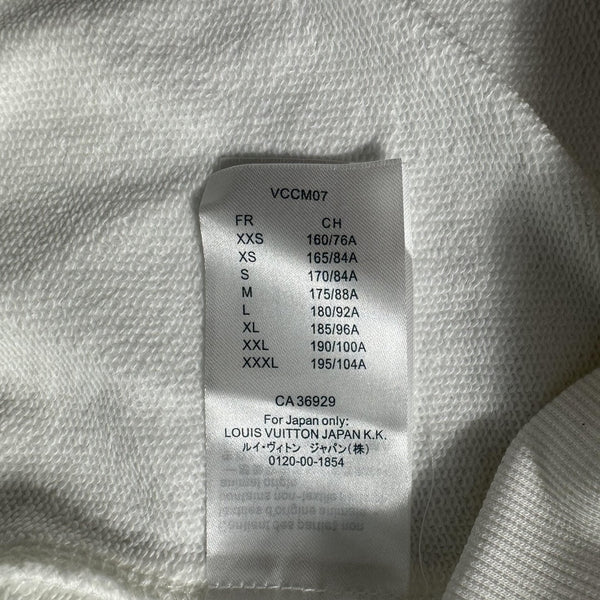 VCCM07
FR CH
XXS 160/76A
XS 165/84A
S 170/84A
M 175/88A
L 180/92A
XL 185/96A
XXL 190/100A
XXXL 195/104A
CA 36929
For Japan only:
LOUIS VUITTON JAPAN K.K.
ルイ・ヴィトン ジャパン(株)
0120-00-1854